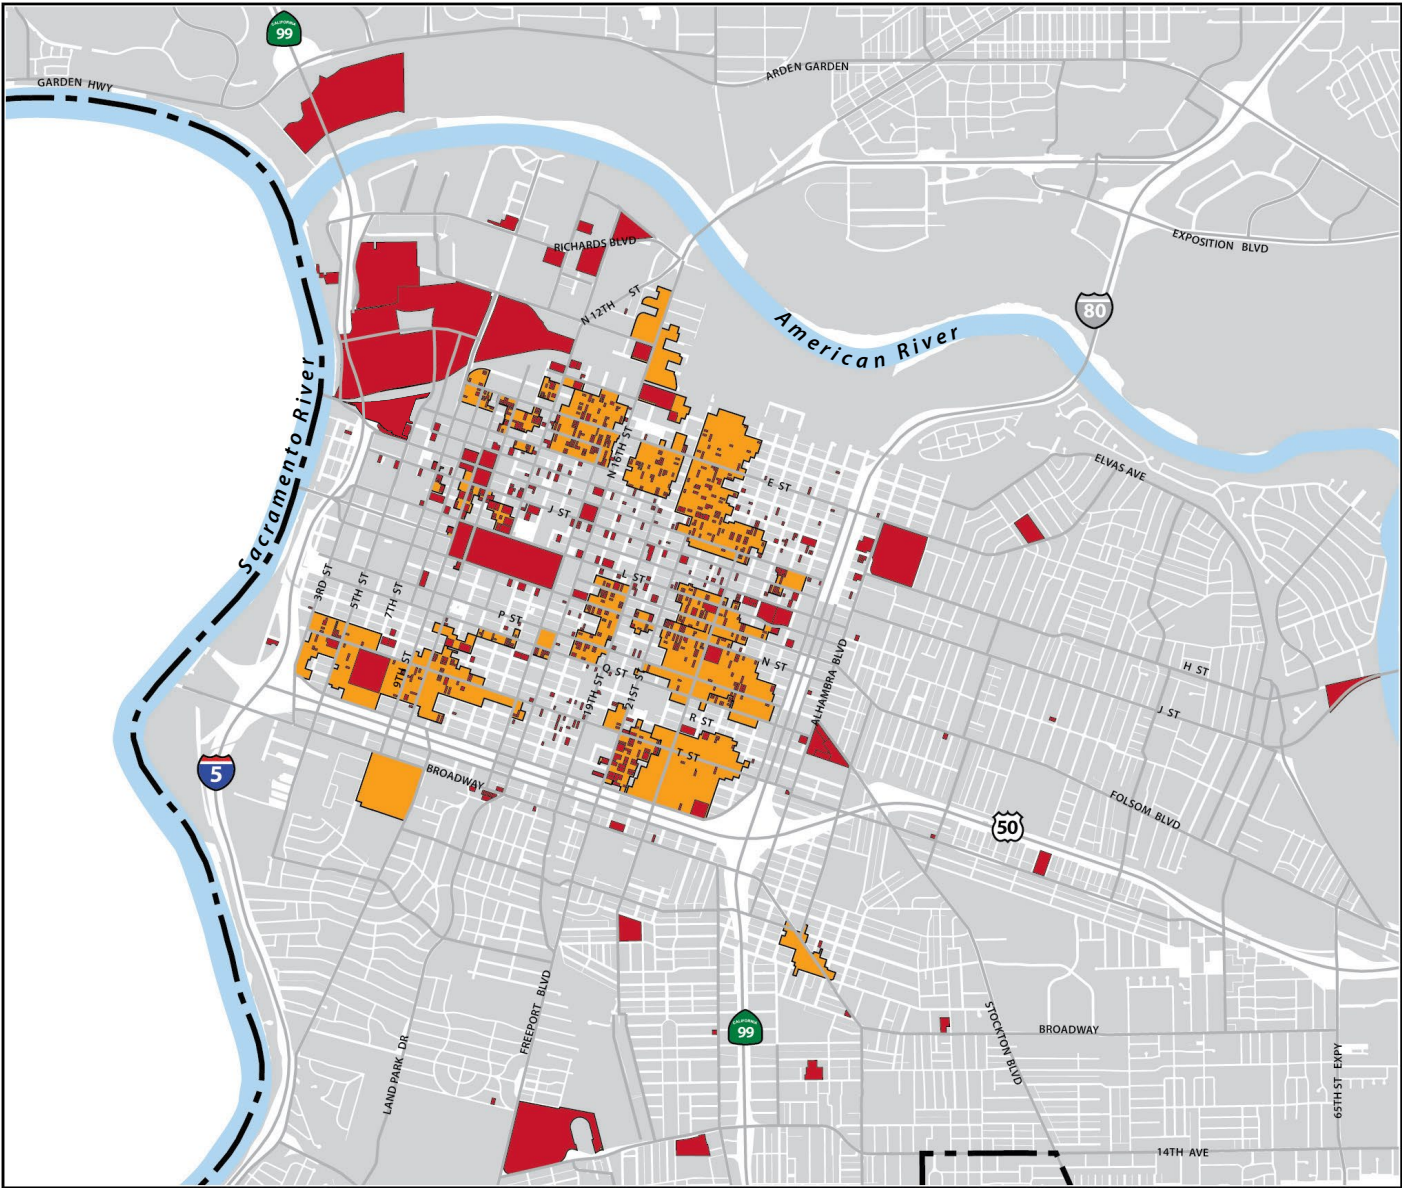 CALIFORNIA
99
GARDEN HWY
ARDEN GARDEN
RICHARDS BLVD
EXPOSITION BLVD
N 12TH ST
80
American River
Sacramento River
N 16TH ST
E ST
ELVAS AVE
J ST
L ST
3RD ST
5TH ST
7TH ST
P ST
9TH ST
Q ST
N ST
19TH ST
21ST ST
ALHAMBRA BLVD
H ST
J ST
R ST
T ST
5
BROADWAY
FOLSOM BLVD
50
FREEPORT BLVD
LAND PARK DR
CALIFORNIA
99
STOCKTON BLVD
BROADWAY
65TH ST EXPY
14TH AVE